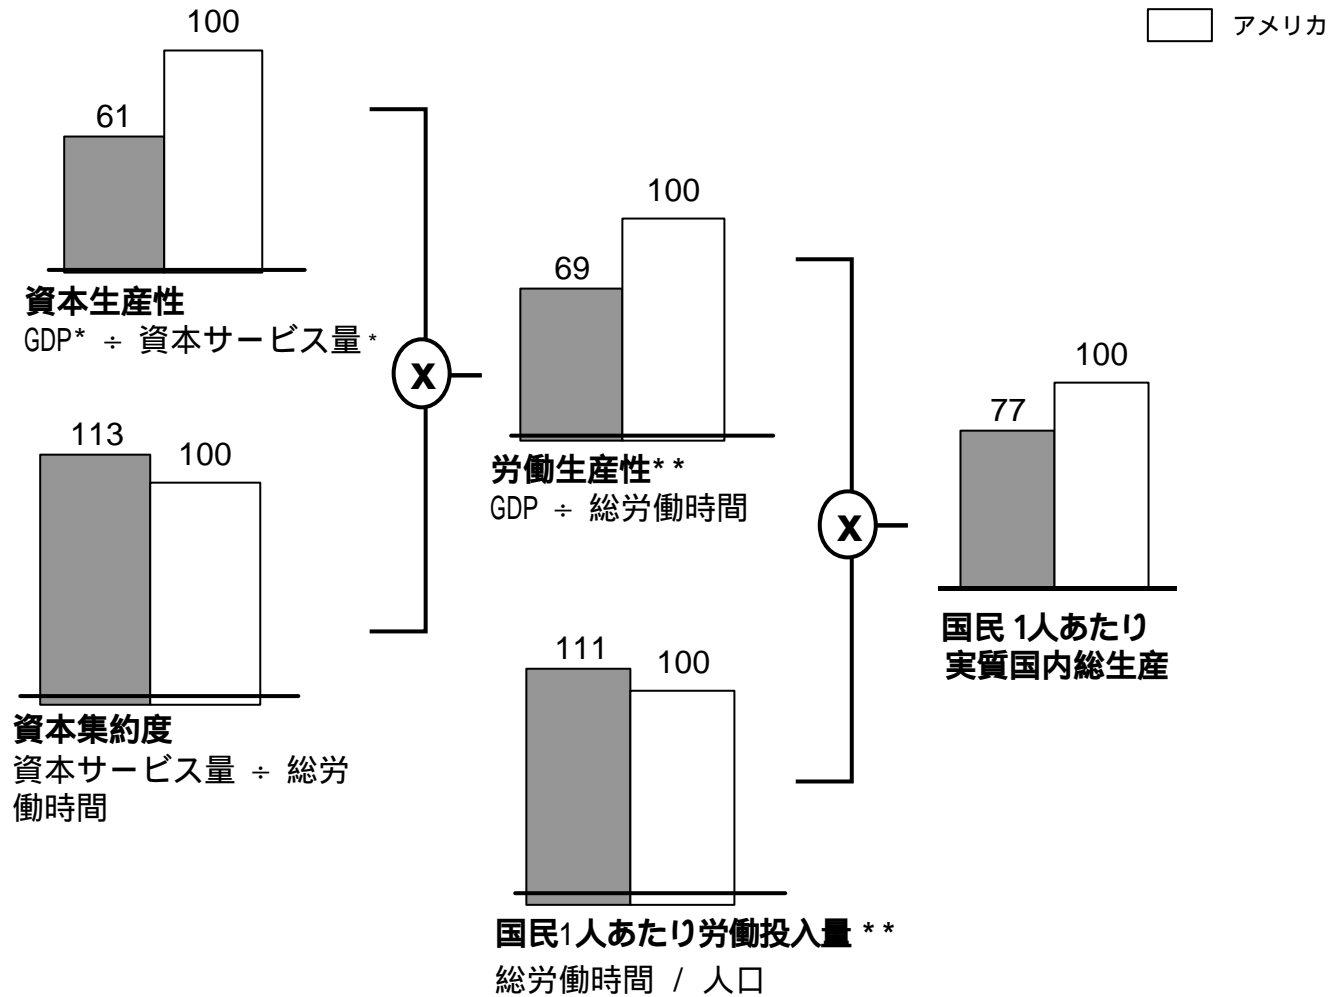 アメリカ
100
61
資本生産性
GDP* ÷ 資本サービス量*
113
100
資本集約度
資本サービス量 ÷ 総労
働時間
x
100
69
労働生産性**
GDP ÷ 総労働時間
111
100
国民1人あたり労働投入量 **
総労働時間 / 人口
x
100
77
国民 1人あたり
実質国内総生産